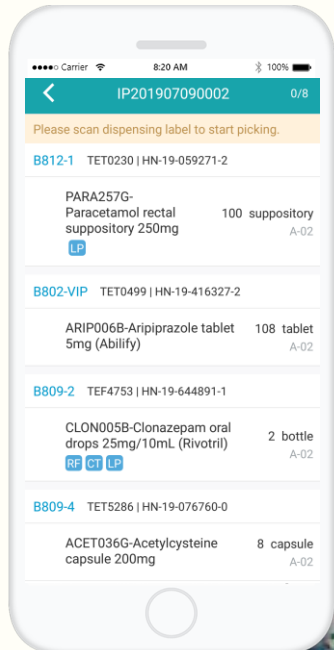 Carrier 8:20 AM 100%
IP201907090002 0/8
Please scan dispensing label to start picking.
B812-1 TET0230 | HN-19-059271-2
PARA257G-
Paracetamol rectal 100 suppository
suppository 250mg A-02
LP
B802-VIP TET0499 | HN-19-416327-2
ARIP006B-Aripiprazole tablet 108 tablet
5mg (Abilify) A-02
B809-2 TEF4753 | HN-19-644891-1
CLON005B-Clonazepam oral 2 bottle
drops 25mg/10mL (Rivotril) A-02
RF CT LP
B809-4 TET5286 | HN-19-076760-0
ACET036G-Acetylcysteine 8 capsule
capsule 200mg A-02